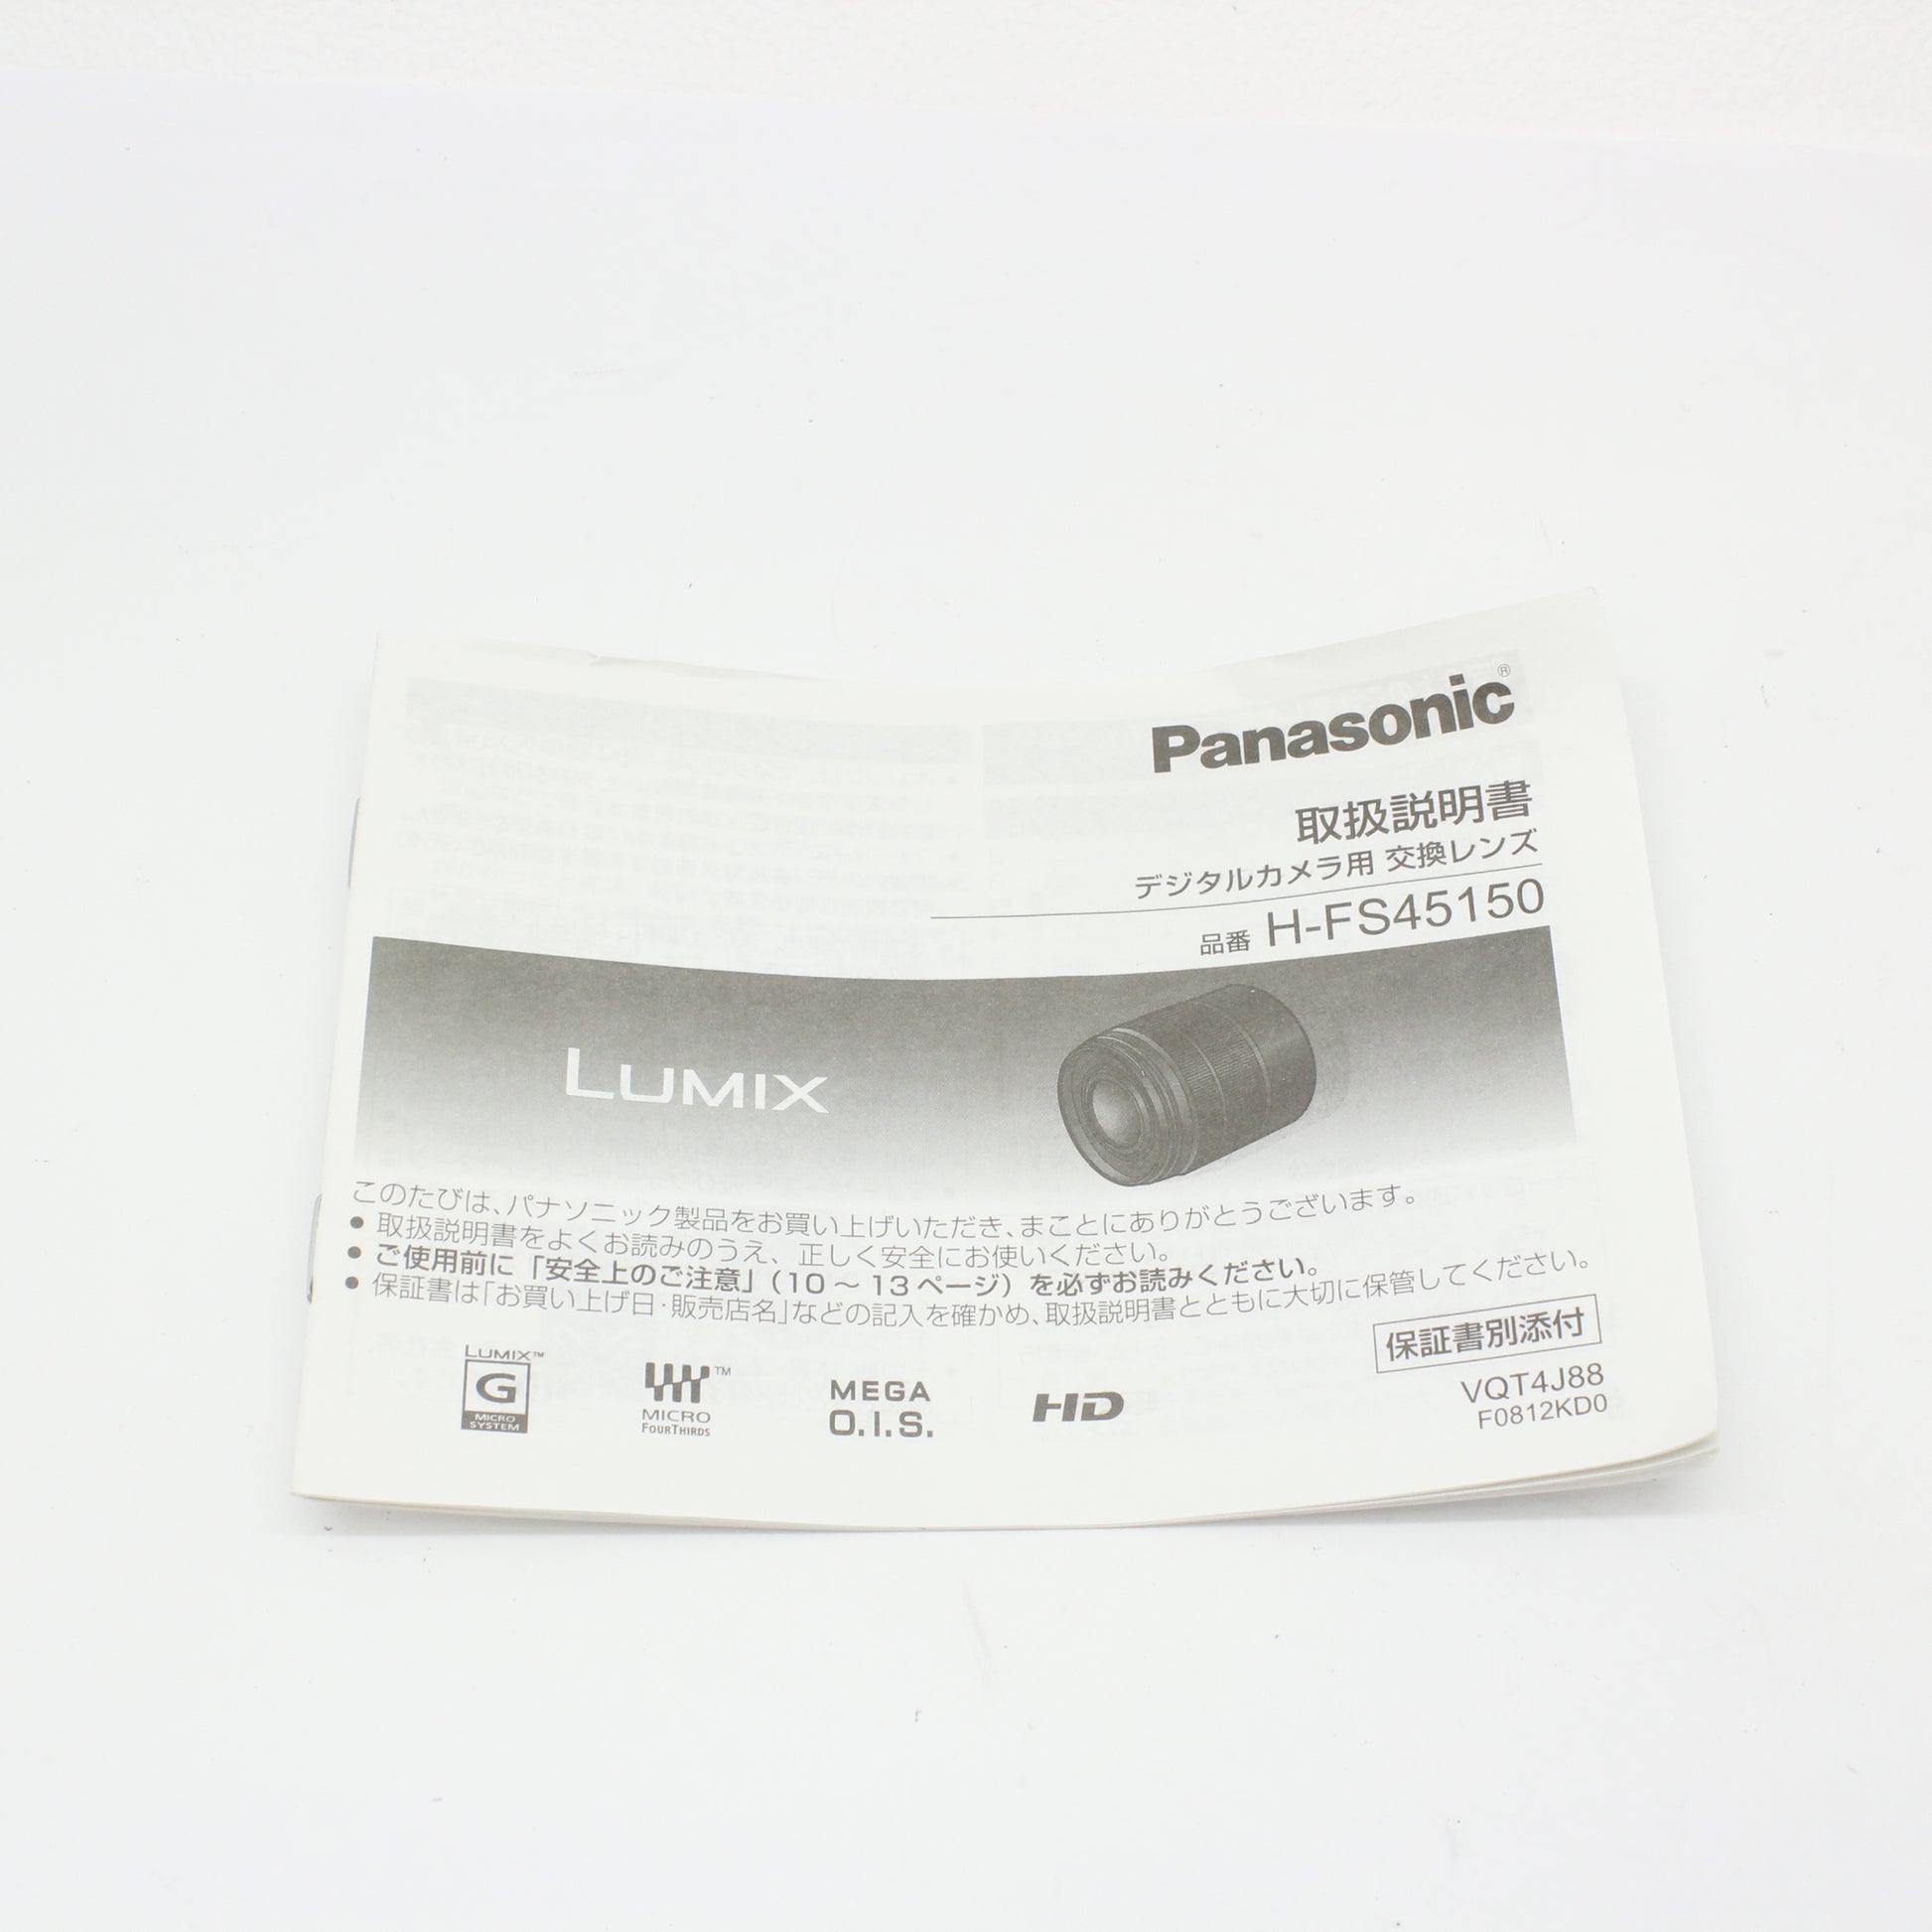 Panasonic®
取扱説明書
デジタルカメラ用 交換レンズ
品番 H-FS45150
LUMIX
このたびは、パナソニック製品をお買い上げいただき、まことにありがとうございます。
● 取扱説明書をよくお読みのうえ、正しく安全にお使いください。
● ご使用前に「安全上のご注意」(10 ～ 13 ページ) を必ずお読みください。
● 保証書は「お買い上げ日・販売店名」などの記入を確かめ、取扱説明書とともに大切に保管してください。
保証書別添付
LUMIX™
G
MICRO
SYSTEM
™
MICRO
FOURTHIRDS
MEGA
O.I.S.
HD
VQT4J88
F0812KD0